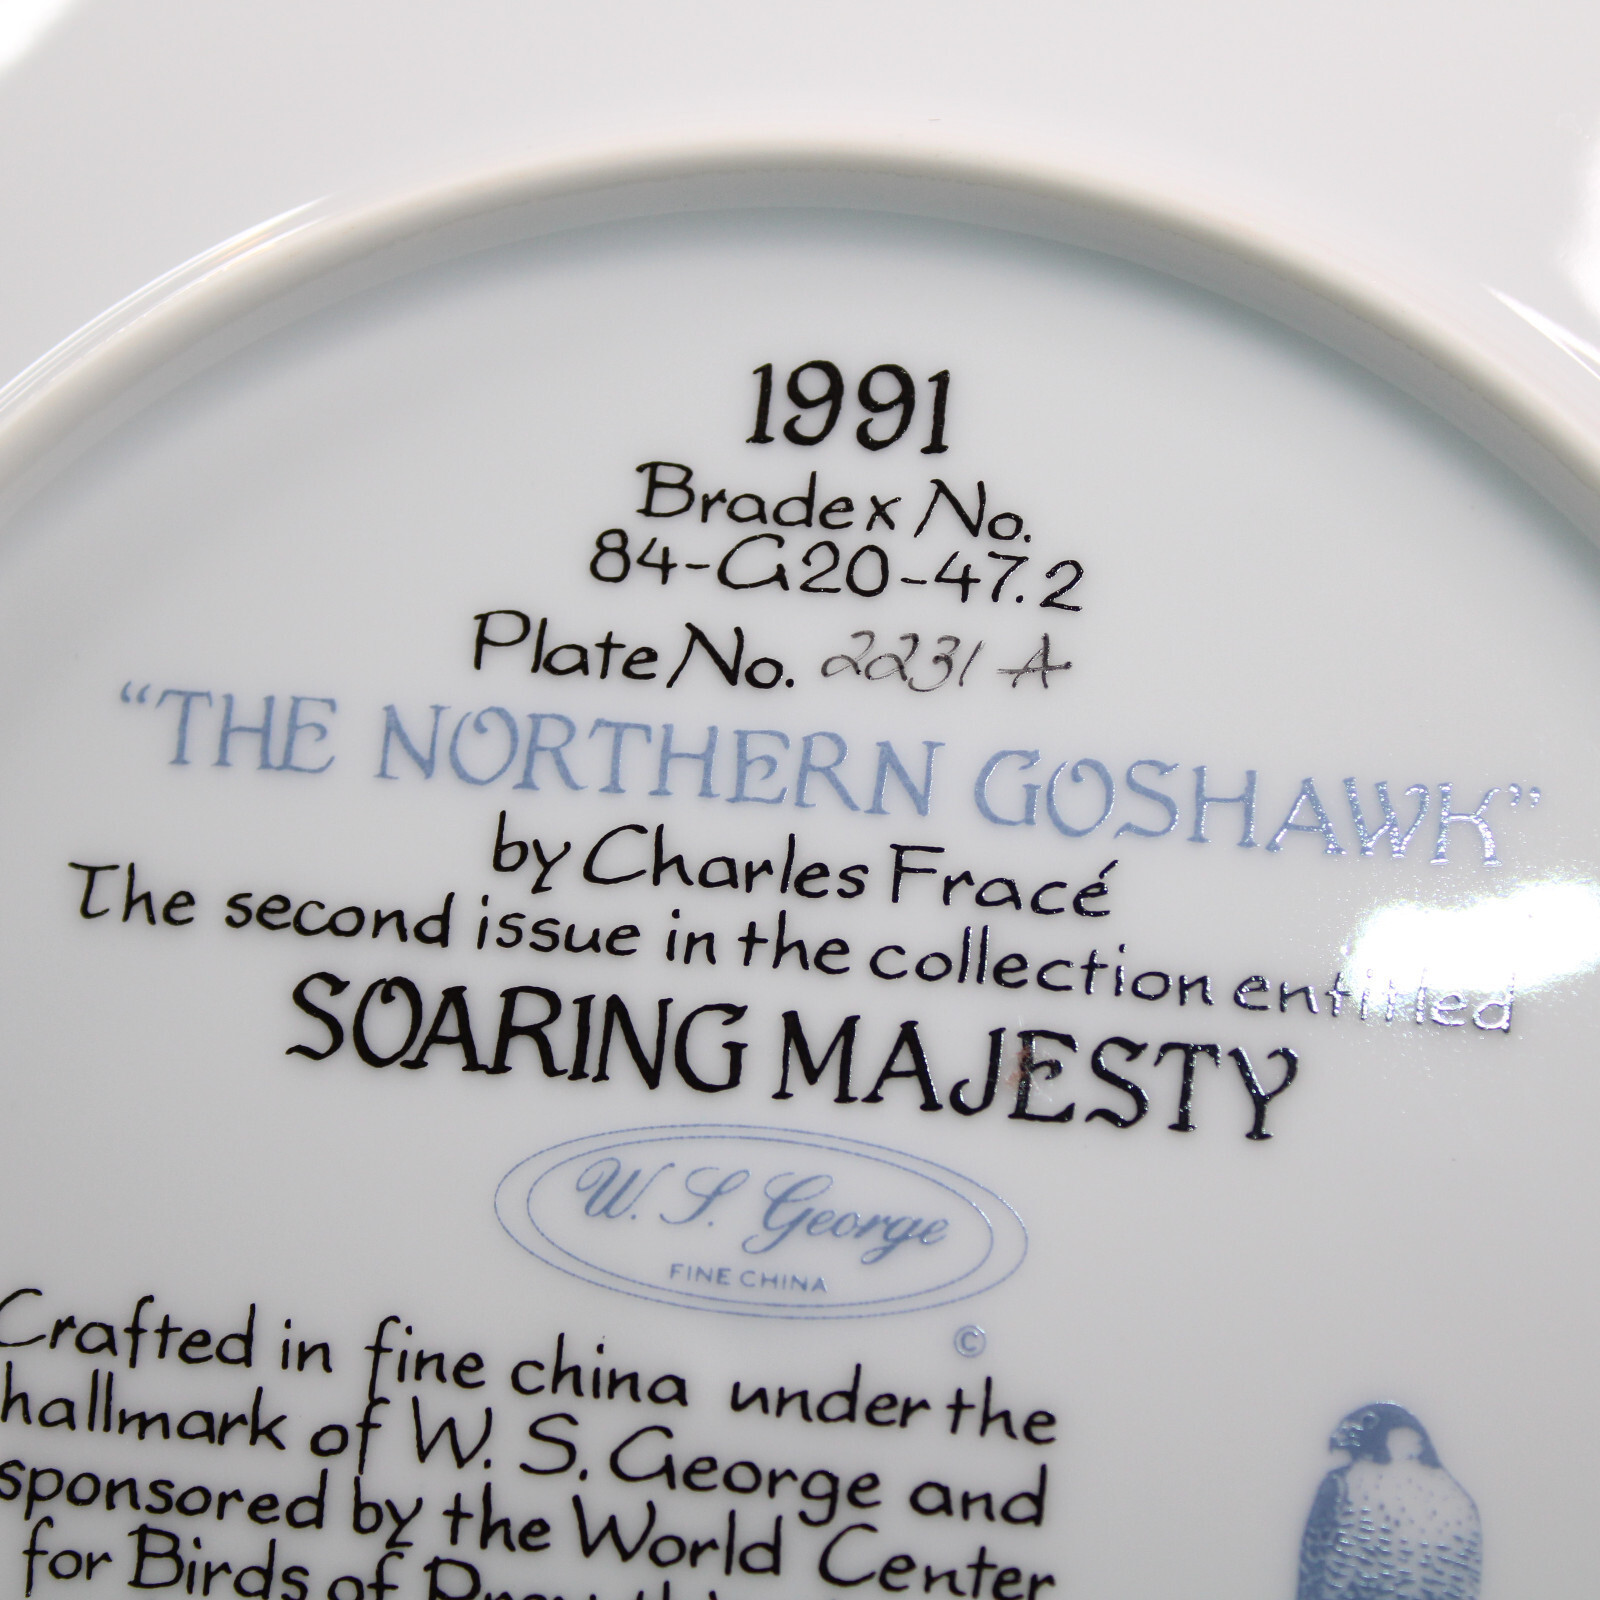 1991
Bradex No.
84-G20-47.2
Plate No. 2231 A
“THE NORTHERN GOSHAWK”
by Charles Fracé
The second issue in the collection entitled
SOARING MAJESTY
W. S. George
FINE CHINA
©
Crafted in fine china under the
hallmark of W. S. George and
sponsored by the World Center
for Birds of Prey